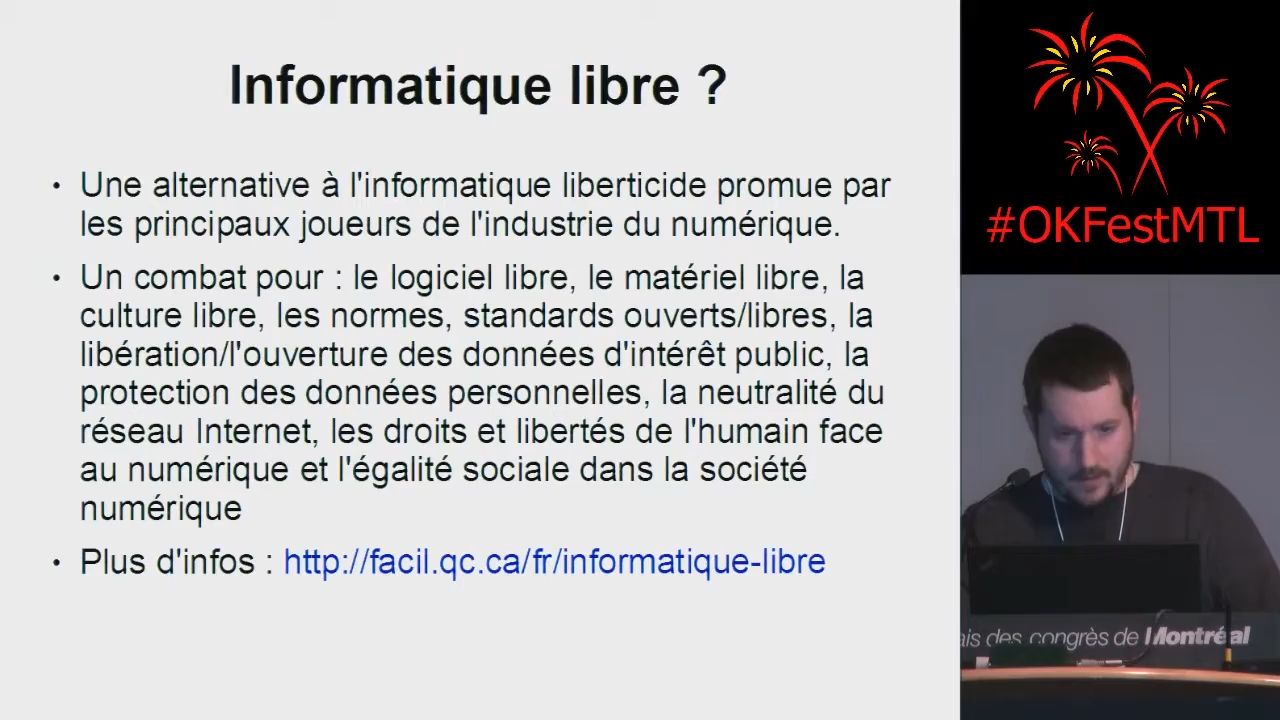 Informatique libre ?
• Une alternative à l'informatique liberticide promue par
les principaux joueurs de l'industrie du numérique.
• Un combat pour : le logiciel libre, le matériel libre, la
culture libre, les normes, standards ouverts/libres, la
libération/l'ouverture des données d'intérêt public, la
protection des données personnelles, la neutralité du
réseau Internet, les droits et libertés de l'humain face
au numérique et l'égalité sociale dans la société
numérique
• Plus d'infos : http://facil.qc.ca/fr/informatique-libre
#OKFestMTL
ais des congrès de Montréal